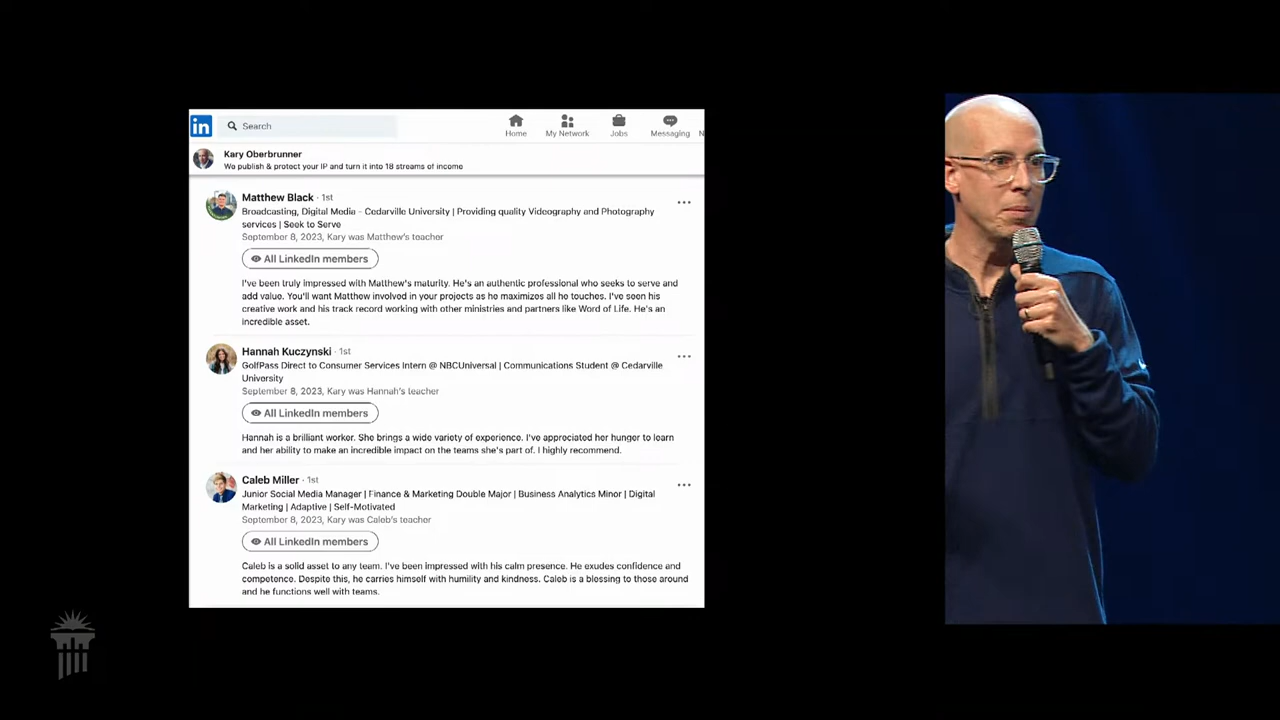 in
Search
Home
My Network
Jobs
Messaging
N
Kary Oberbrunner
We publish & protect your IP and turn it into 18 streams of income
Matthew Black · 1st
Broadcasting, Digital Media - Cedarville University | Providing quality Videography and Photography
services | Seek to Serve
September 8, 2023, Kary was Matthew's teacher
All LinkedIn members
I've been truly impressed with Matthew's maturity. He's an authentic professional who seeks to serve and
add value. You'll want Matthew involved in your projects as he maximizes all he touches. I've seen his
creative work and his track record working with other ministries and partners like Word of Life. He's an
incredible asset.
Hannah Kuczynski · 1st
GolfPass Direct to Consumer Services Intern @ NBCUniversal | Communications Student @ Cedarville
University
September 8, 2023, Kary was Hannah's teacher
All LinkedIn members
Hannah is a brilliant worker. She brings a wide variety of experience. I've appreciated her hunger to learn
and her ability to make an incredible impact on the teams she's part of. I highly recommend.
Caleb Miller · 1st
Junior Social Media Manager | Finance & Marketing Double Major | Business Analytics Minor | Digital
Marketing | Adaptive | Self-Motivated
September 8, 2023, Kary was Caleb's teacher
All LinkedIn members
Caleb is a solid asset to any team. I've been impressed with his calm presence. He exudes confidence and
competence. Despite this, he carries himself with humility and kindness. Caleb is a blessing to those around
and he functions well with teams.